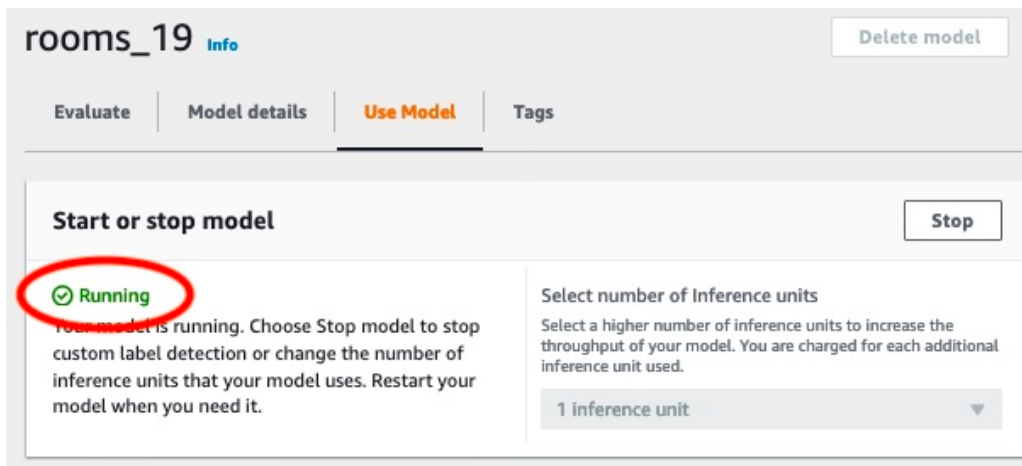 rooms_19 Info
Delete model
Evaluate
Model details
Use Model
Tags
Start or stop model
Stop
Running
Your model is running. Choose Stop model to stop
custom label detection or change the number of
inference units that your model uses. Restart your
model when you need it.
Select number of Inference units
Select a higher number of inference units to increase the
throughput of your model. You are charged for each additional
inference unit used.
1 inference unit